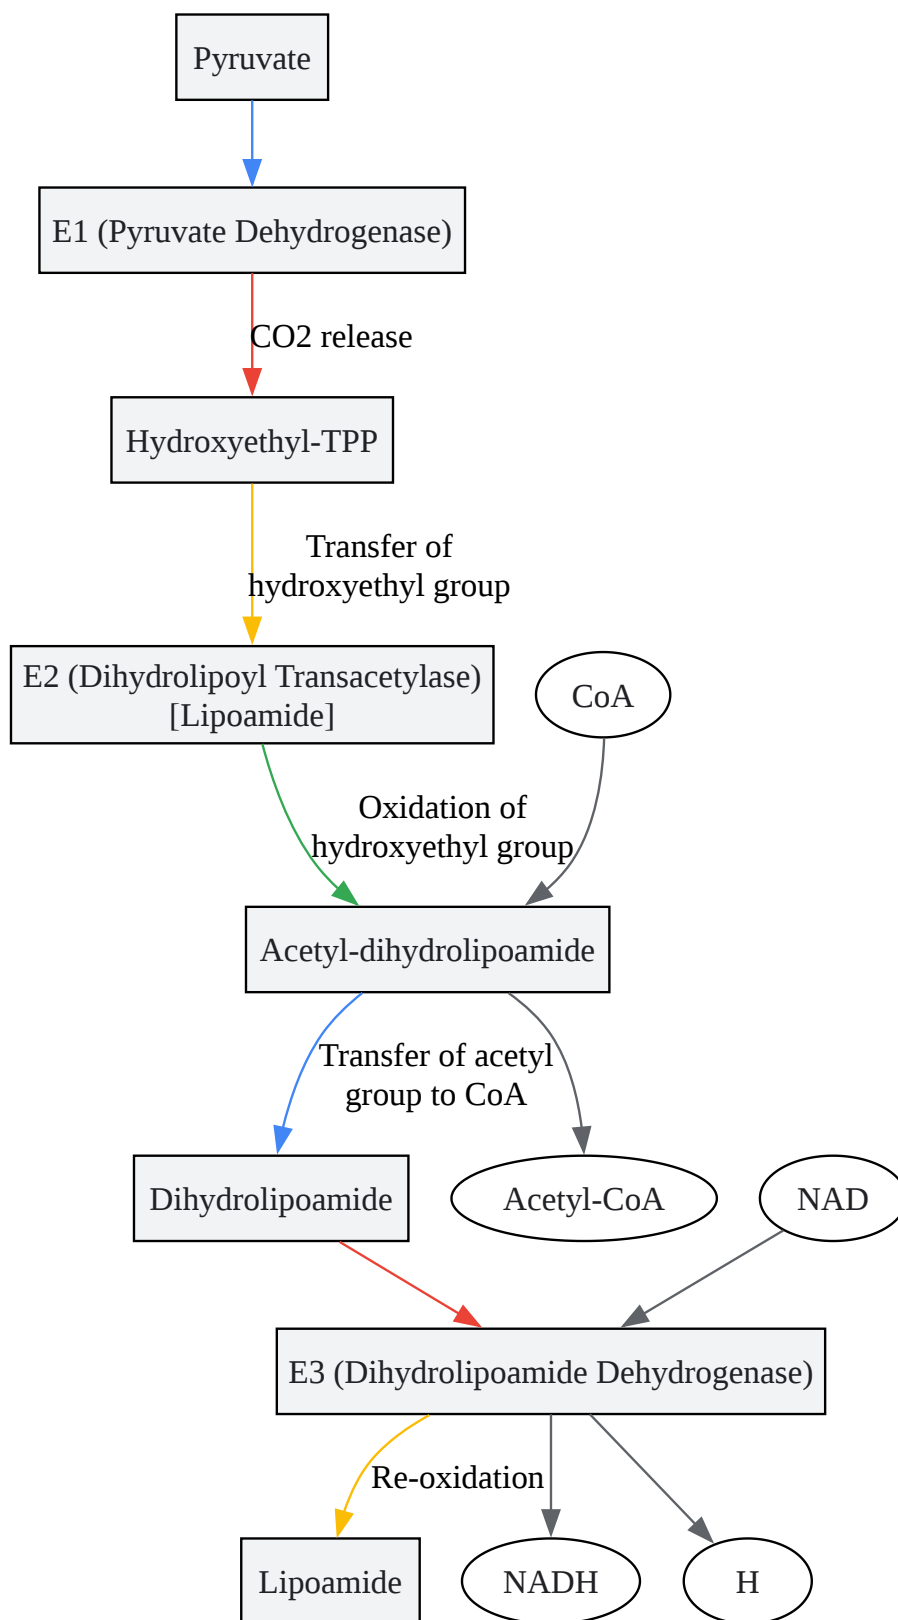 Pyruvate
E1 (Pyruvate Dehydrogenase)
CO2 release
Hydroxyethyl-TPP
Transfer of
hydroxyethyl group
E2 (Dihydrolipoyl Transacetylase)
[Lipoamide]
CoA
Oxidation of
hydroxyethyl group
Acetyl-dihydrolipoamide
Transfer of acetyl
group to CoA
Dihydrolipoamide
Acetyl-CoA
NAD
E3 (Dihydrolipoamide Dehydrogenase)
Re-oxidation
Lipoamide
NADH
H